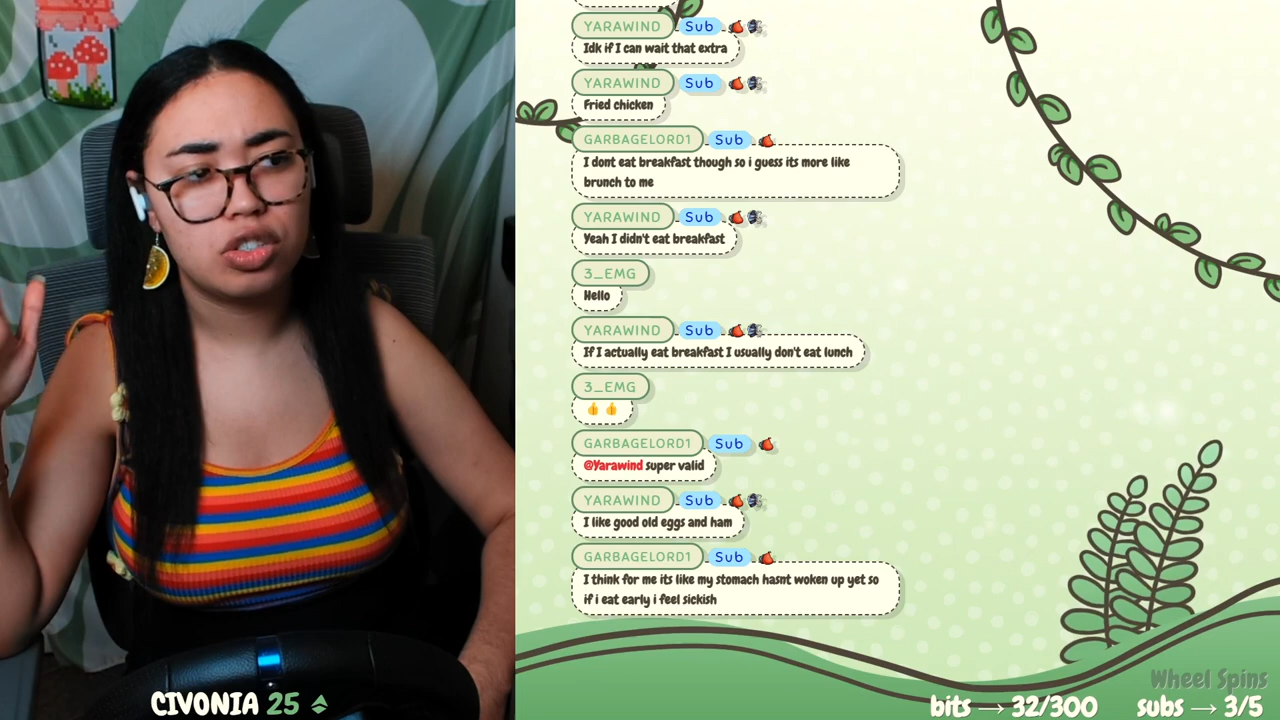 YARAWIND Sub
Idk if I can wait that extra
YARAWIND Sub
Fried chicken
GARBAGELORD1 Sub
I dont eat breakfast though so i guess its more like
brunch to me
YARAWIND Sub
Yeah I didn't eat breakfast
3_EMG
Hello
YARAWIND Sub
If I actually eat breakfast I usually don't eat lunch
3_EMG
👍 👍
GARBAGELORD1 Sub
@Yarawind super valid
YARAWIND Sub
I like good old eggs and ham
GARBAGELORD1 Sub
I think for me its like my stomach hasnt woken up yet so
if i eat early i feel sickish
CIVONIA 25
Wheel Spins
bits → 32/300 subs → 3/5